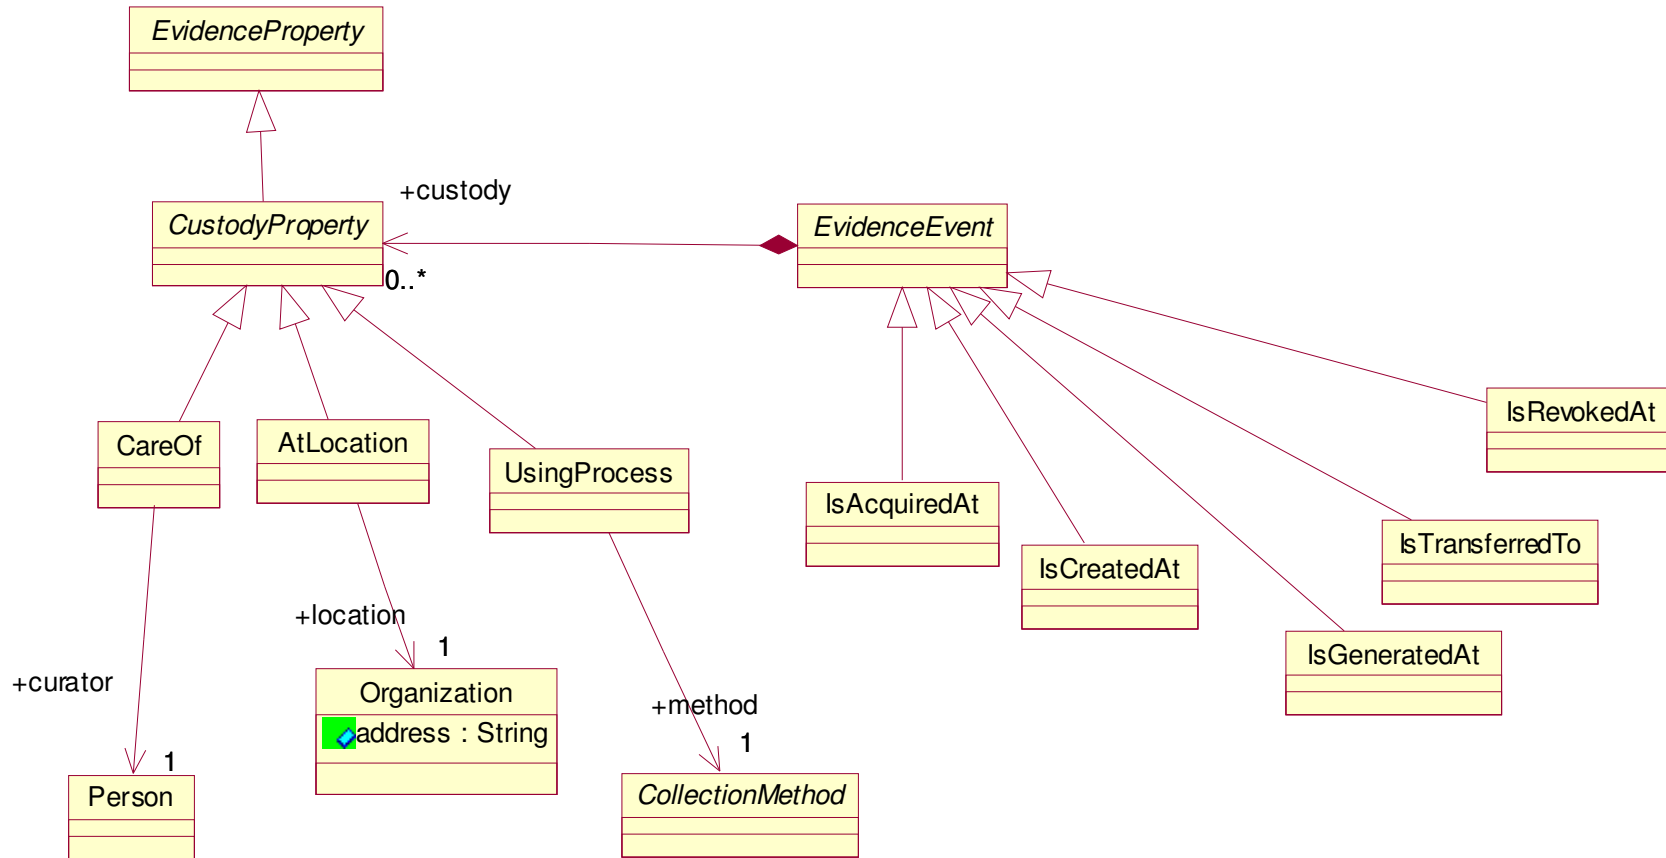 EvidenceProperty
+custody
CustodyProperty
EvidenceEvent
0..*
IsRevokedAt
CareOf
AtLocation
UsingProcess
IsAcquiredAt
IsTransferredTo
IsCreatedAt
+location
1
IsGeneratedAt
+curator
Organization
+method
address : String
1
1
Person
CollectionMethod